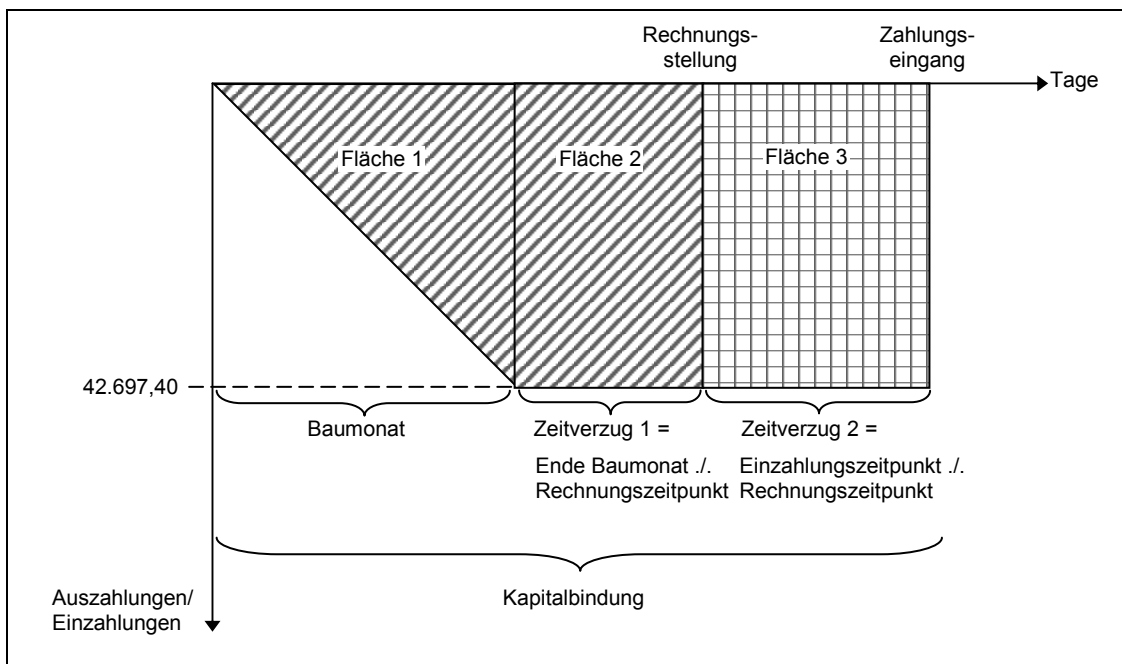 Rechnungs-
stellung
Zahlungs-
eingang
Tage
Fläche 1
Fläche 2
Fläche 3
42.697,40
Baumonat
Zeitverzug 1 =
Ende Baumonat ./.
Rechnungszeitpunkt
Zeitverzug 2 =
Einzahlungszeitpunkt ./.
Rechnungszeitpunkt
Kapitalbindung
Auszahlungen/
Einzahlungen